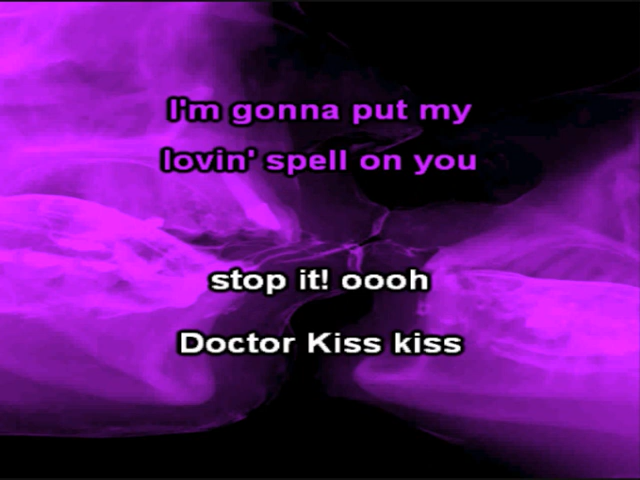 I'm gonna put my
lovin' spell on you
stop it! oooh
Doctor Kiss kiss